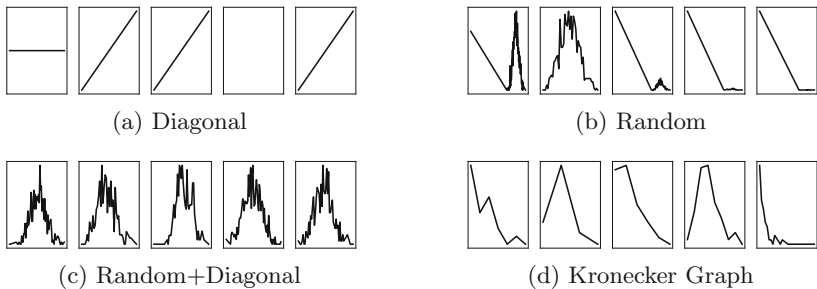 (a) Diagonal
(b) Random
(c) Random+Diagonal
(d) Kronecker Graph